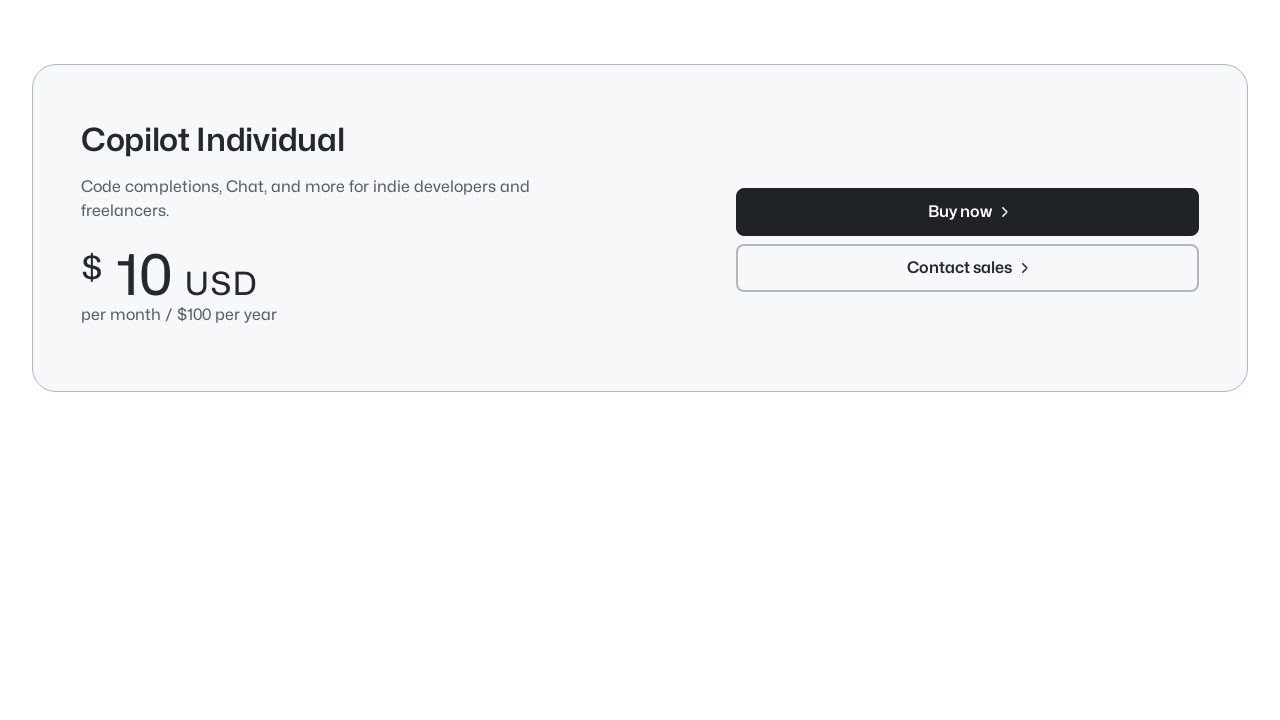 Copilot Individual
Code completions, Chat, and more for indie developers and
freelancers.
$ 10 USD
per month / $100 per year
Buy now
Contact sales